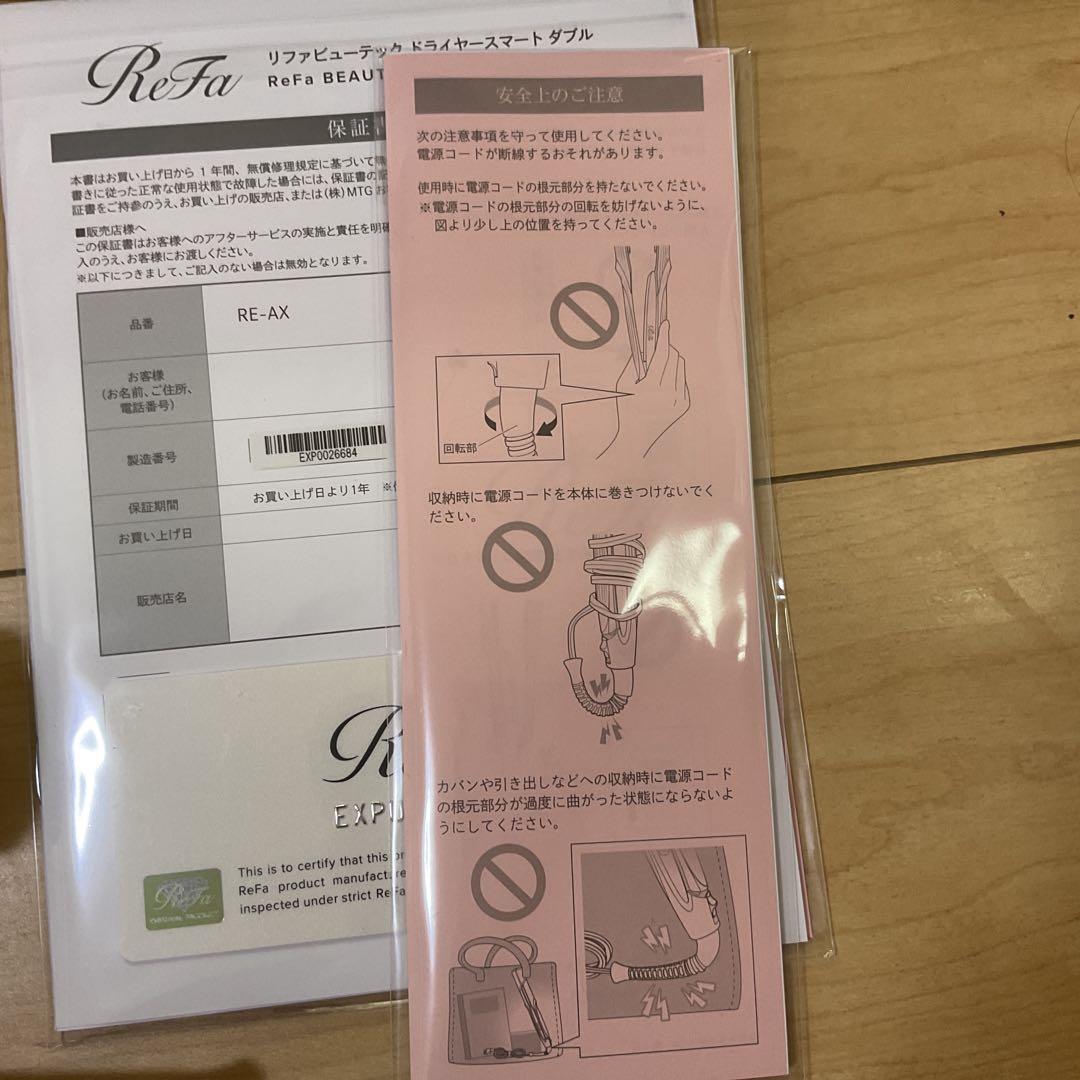 ReFa
リファビューテック ドライヤースマート ダブル
ReFa BEAUT
保証書
本書はお買い上げ日から 1 年間、無償修理規定に基づいて
書きに従った正常な使用状態で故障した場合には、保証書の
証書をご持参のうえ、お買い上げの販売店、または(株)MTG お
■販売店様へ
この保証書はお客様へのアフターサービスの実施と責任を明確
入のうえ、お客様にお渡しください。
※以下につきまして、ご記入のない場合は無効となります。
品番
RE-AX
お客様
(お名前、ご住所、
電話番号)
製造番号
EXP0026684
保証期間
お買い上げ日より1年
お買い上げ日
販売店名
EXPU
This is to certify that this
ReFa product manufacture
inspected under strict ReFa
ReFa
安全上のご注意
次の注意事項を守って使用してください。
電源コードが断線するおそれがあります。
使用時に電源コードの根元部分を持たないでください。
※電源コードの根元部分の回転を妨げないように、
図より少し上の位置を持ってください。
回転部
収納時に電源コードを本体に巻きつけないでく
ださい。
カバンや引き出しなどへの収納時に電源コード
の根元部分が過度に曲がった状態にならないよ
うにしてください。